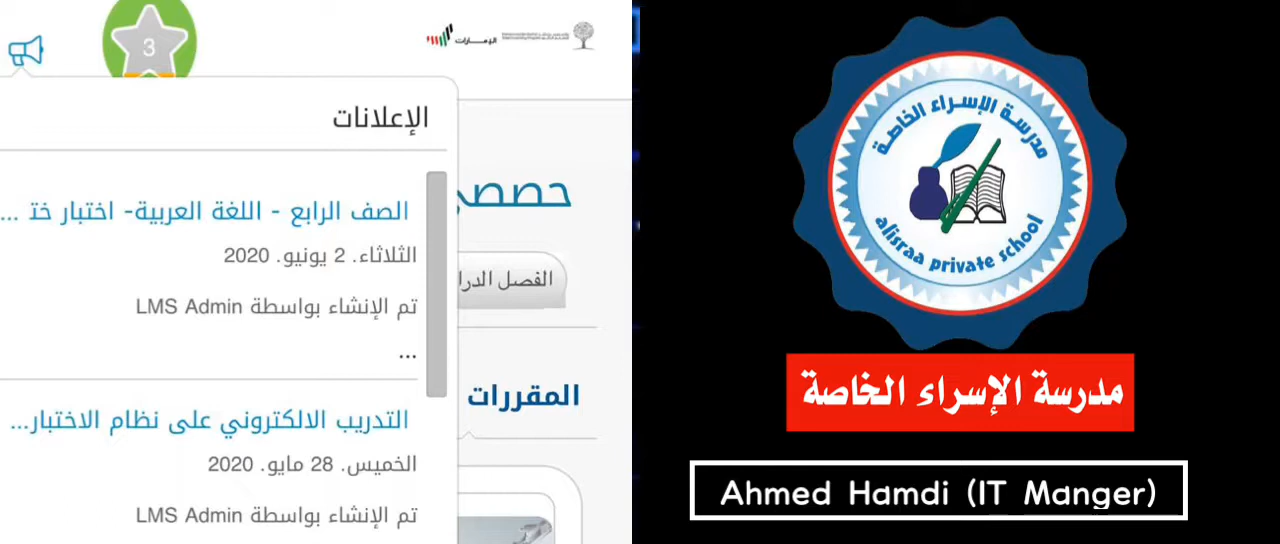 3
الإمارات
الإعلانات
الصف الرابع - اللغة العربية- اختبار خت ...
الثلاثاء. 2 يونيو. 2020
تم الإنشاء بواسطة LMS Admin
...
التدريب الالكتروني على نظام الاختبار...
الخميس. 28 مايو. 2020
تم الإنشاء بواسطة LMS Admin
حصصي
الفصل الدرا
المقررات
مدرسة الإسراء الخاصة
alisraa private school
مدرسة الإسراء الخاصة
Ahmed Hamdi (IT Manger)